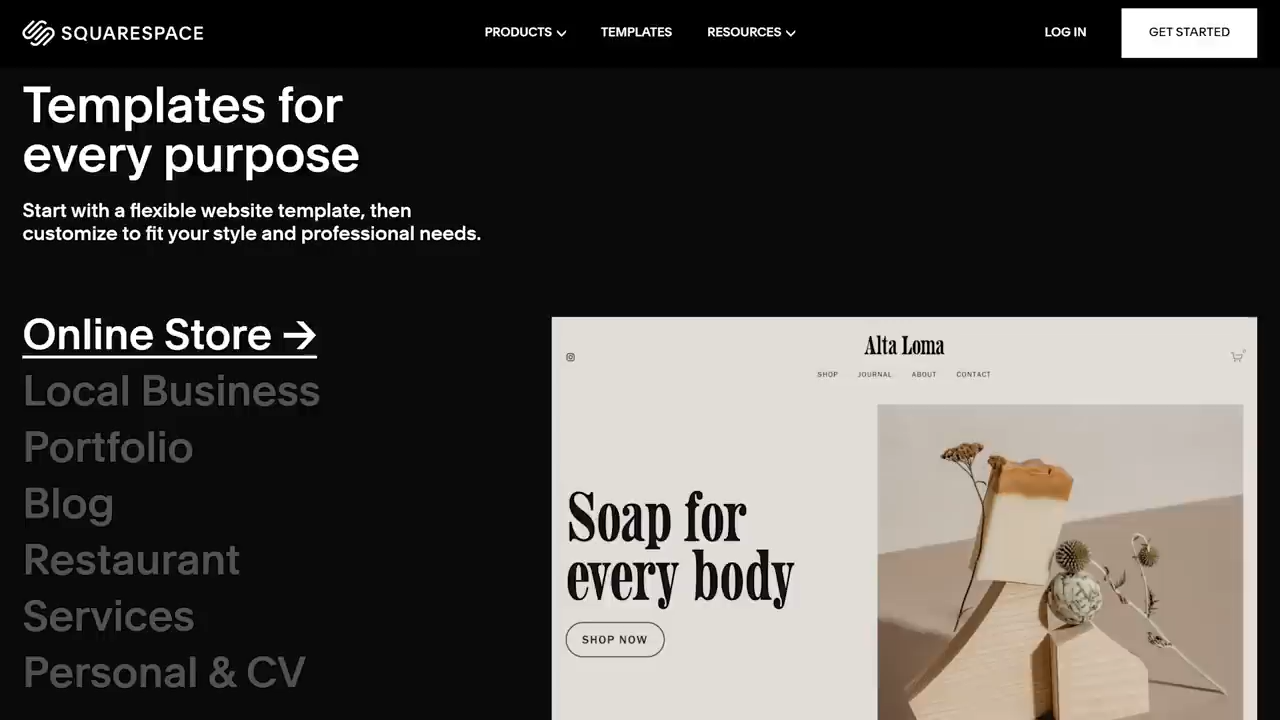 SQUARESPACE
PRODUCTS
TEMPLATES
RESOURCES
LOG IN
GET STARTED
Templates for
every purpose
Start with a flexible website template, then
customize to fit your style and professional needs.
Online Store →
Local Business
Portfolio
Blog
Restaurant
Services
Personal & CV
Alta Loma
SHOP JOURNAL ABOUT CONTACT
Soap for
every body
SHOP NOW